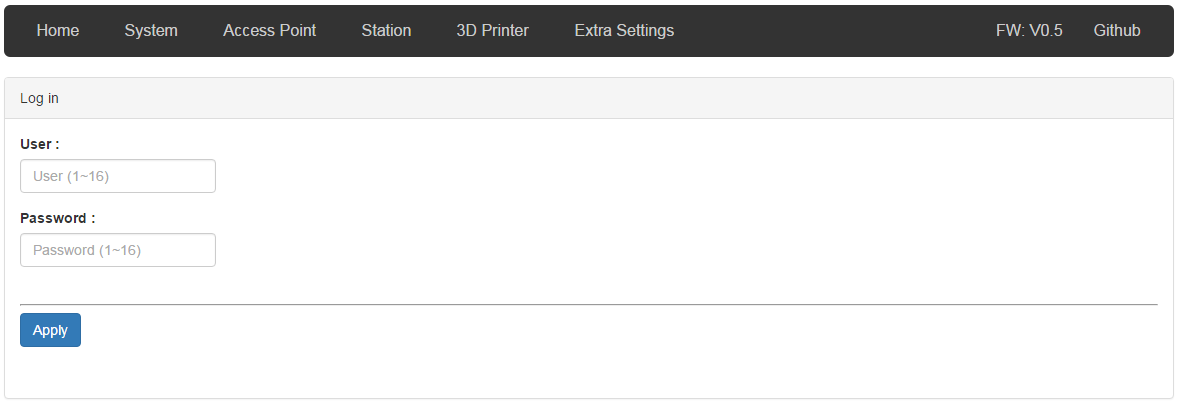 Home System Access Point Station 3D Printer Extra Settings FW: V0.5 Github
Log in
User :
User (1~16)
Password :
Password (1~16)
Apply